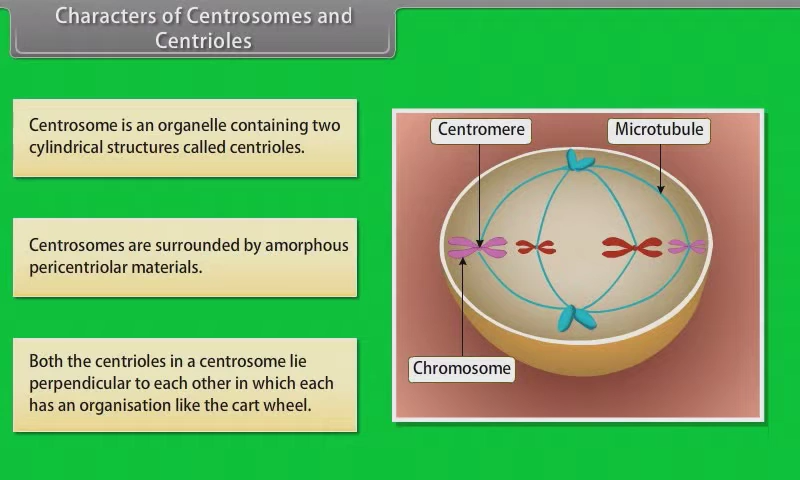 Characters of Centrosomes and
Centrioles
Centrosome is an organelle containing two
cylindrical structures called centrioles.
Centrosomes are surrounded by amorphous
pericentriolar materials.
Both the centrioles in a centrosome lie
perpendicular to each other in which each
has an organisation like the cart wheel.
Centromere
Microtubule
Chromosome